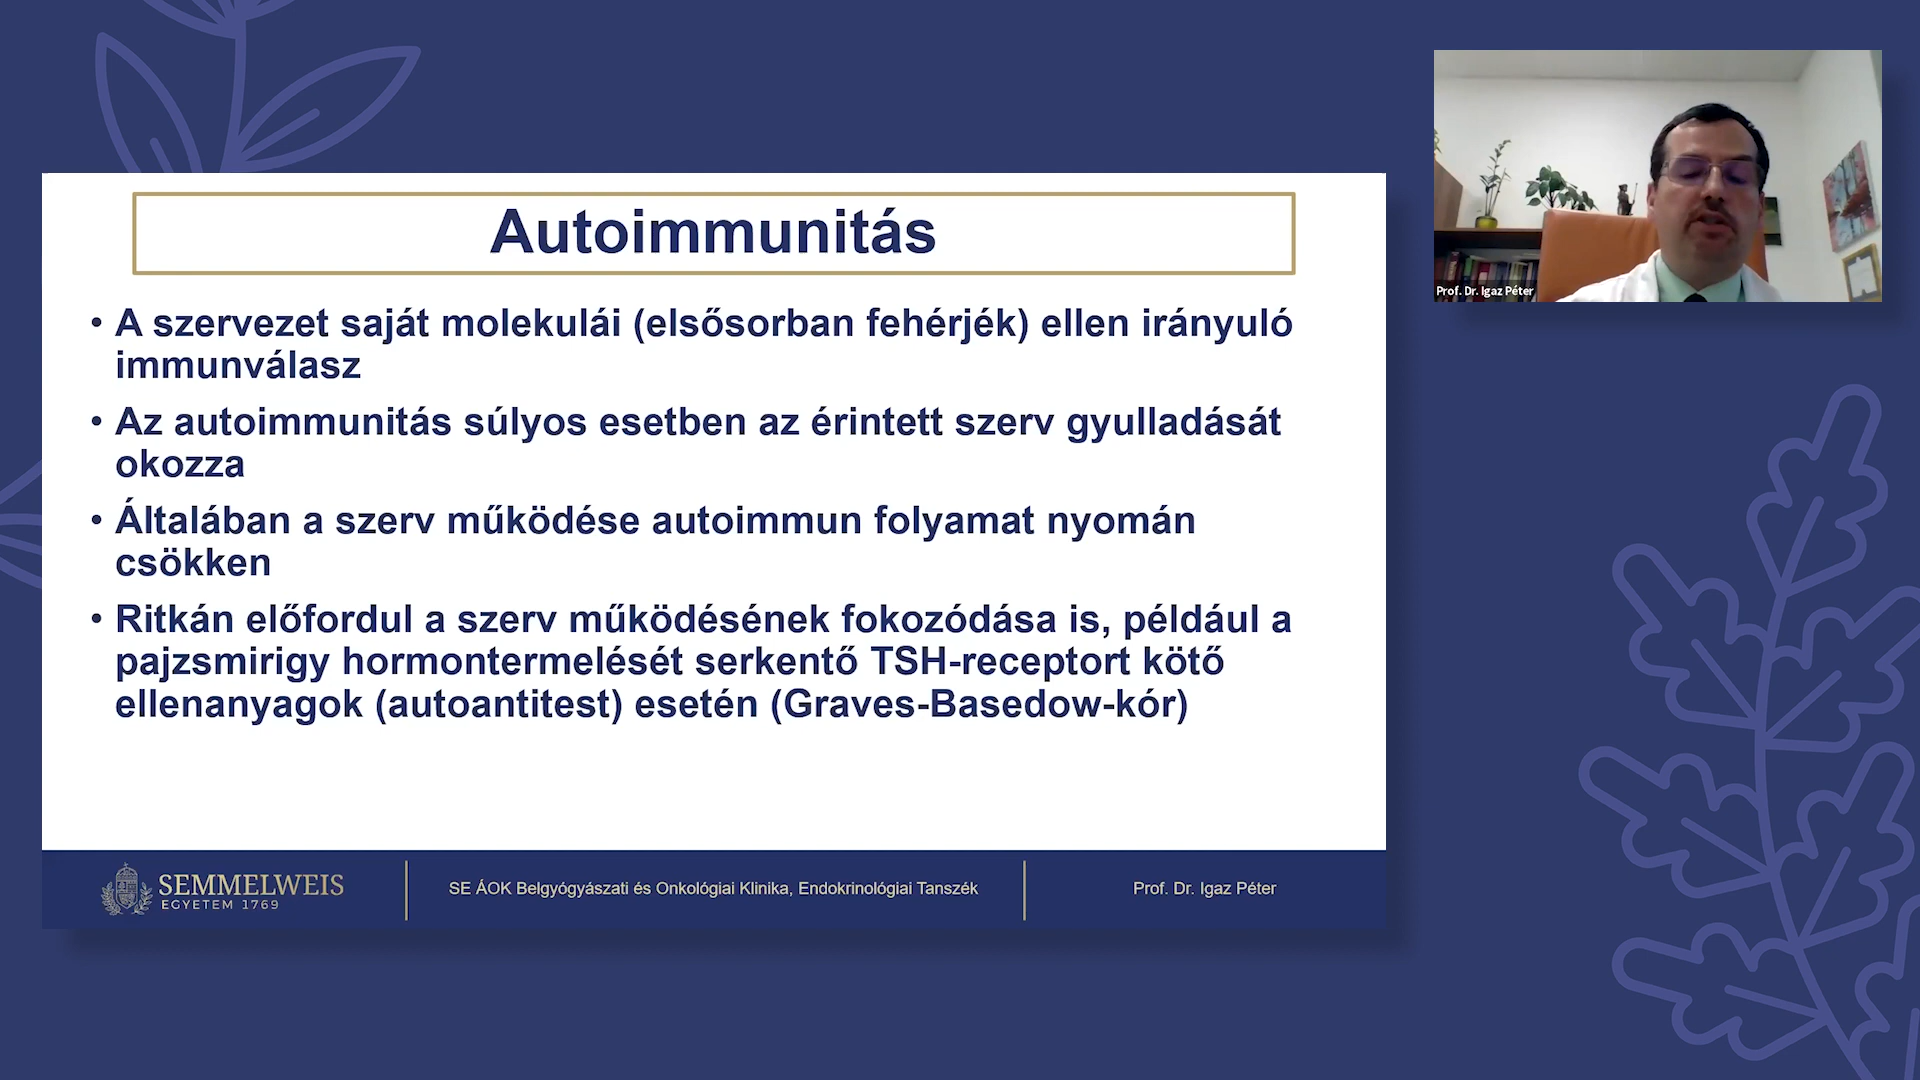 Autoimmunitás
• A szervezet saját molekulái (elsősorban fehérjék) ellen irányuló
immunválasz
• Az autoimmunitás súlyos esetben az érintett szerv gyulladását
okozza
• Általában a szerv működése autoimmun folyamat nyomán
csökken
• Ritkán előfordul a szerv működésének fokozódása is, például a
pajzsmirigy hormontermelését serkentő TSH-receptort kötő
ellenanyagok (autoantitest) esetén (Graves-Basedow-kór)
SEMMELWEIS
EGYETEM 1769
SE ÁOK Belgyógyászati és Onkológiai Klinika, Endokrinológiai Tanszék
Prof. Dr. Igaz Péter
Prof. Dr. Igaz Péter